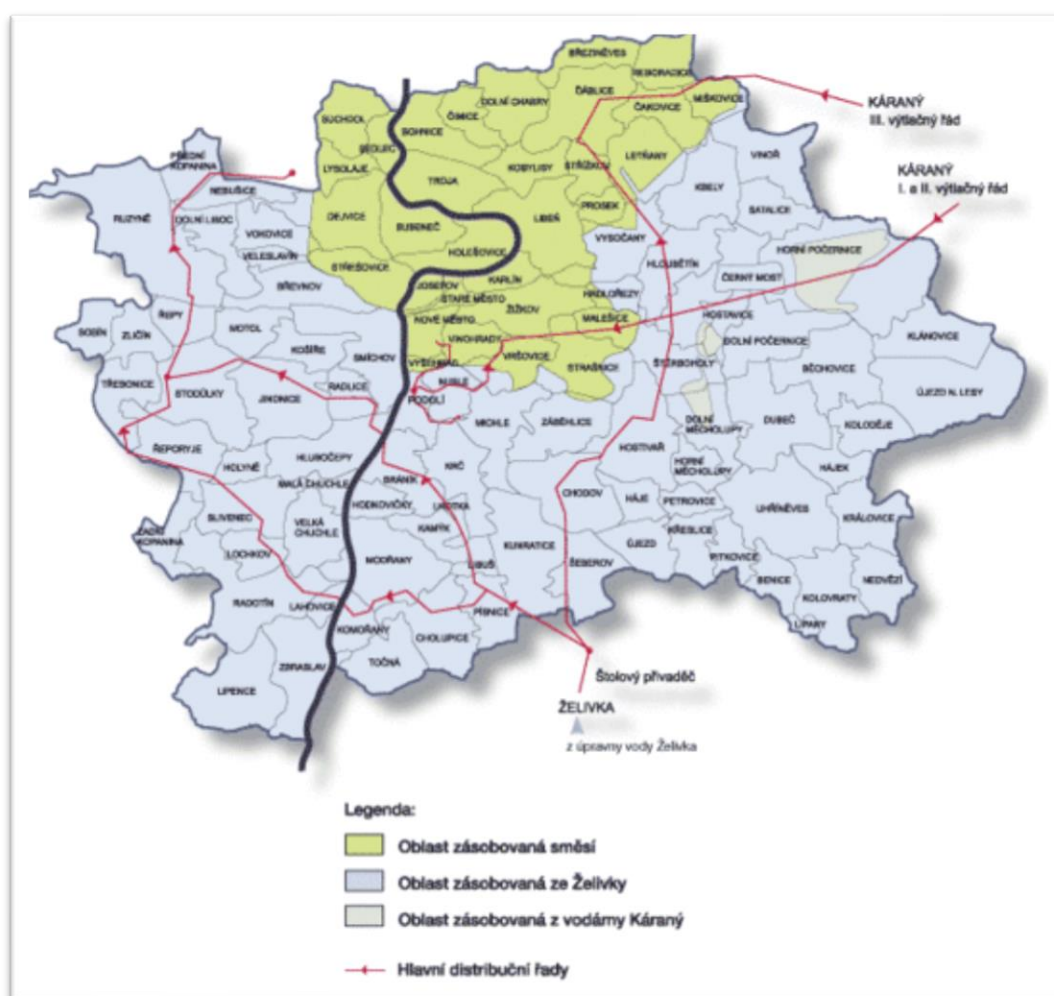 BŘEZINĚVES
DOLNÍ CHABRY
ČÁBLICE
MIŠKOVICE
ČAKOVICE
SUCHDOL
SEDLEC
BOHNICE
ČIMICE
KÁRANÝ
III. výtlačný řád
LYSOLAJE
TROJA
KOBYLISY
STŘÍŽKOV
LETŇANY
VINOŘ
PŘEDNÍ
KOPANINA
NEBUŠICE
KBELY
KÁRANÝ
I. a II. výtlačný řád
RUZYNĚ
DOLNÍ LIBOC
VOKOVICE
DEJVICE
BUBENEČ
LIBEŇ
PROSEK
SATALICE
VELESLAVÍN
HOLEŠOVICE
VYSOČANY
HLOUBĚTÍN
HORNÍ POČERNICE
STŘEŠOVICE
BŘEVNOV
JOSEFOV
KARLÍN
ČERNÝ MOST
STARÉ MĚSTO
HRDLOŘEZY
ŘEPY
NOVÉ MĚSTO
ŽIŽKOV
MALEŠICE
HOSTAVICE
SOBÍN
ZLIČÍN
MOTOL
KOŠÍŘE
SMÍCHOV
VINOHRADY
DOLNÍ POČERNICE
KLÁNOVICE
VYŠEHRAD
VRŠOVICE
STRAŠNICE
ŠTĚRBOHOLY
BĚCHOVICE
TŘEBONICE
STODŮLKY
JINONICE
RADLICE
NUSLE
ÚJEZD N. LESY
PODOLÍ
MICHLE
ZÁBĚHLICE
DOLNÍ
MĚCHOLUPY
DUBEČ
KOLODĚJE
ŘEPORYJE
HOLYNĚ
HLUBOČEPY
KRČ
HOSTIVAŘ
HORNÍ
MĚCHOLUPY
HÁJEK
MALÁ CHUCHLE
BRANÍK
HODKOVIČKY
LHOTKA
CHODOV
HÁJE
PETROVICE
UHŘÍNĚVES
KRÁLOVICE
SLIVENEC
VELKÁ
CHUCHLE
KAMÝK
KŘESLICE
ZADNÍ
KOPANINA
LOCHKOV
MODŘANY
KUNRATICE
ÚJEZD
LIBUŠ
ŠEBEROV
PITKOVICE
BENICE
NEDVĚZÍ
RADOTÍN
LAHOVICE
PÍSNICE
KOLOVRATY
KOMOŘANY
CHOLUPICE
LIPANY
TOČNÁ
ZBRASLAV
LIPENCE
Štolový přivaděč
ŽELIVKA
z úpravny vody Želivka
Legenda:
Oblast zásobovaná směsí
Oblast zásobovaná ze Želivky
Oblast zásobovaná z vodárny Káraný
Hlavní distribuční řady